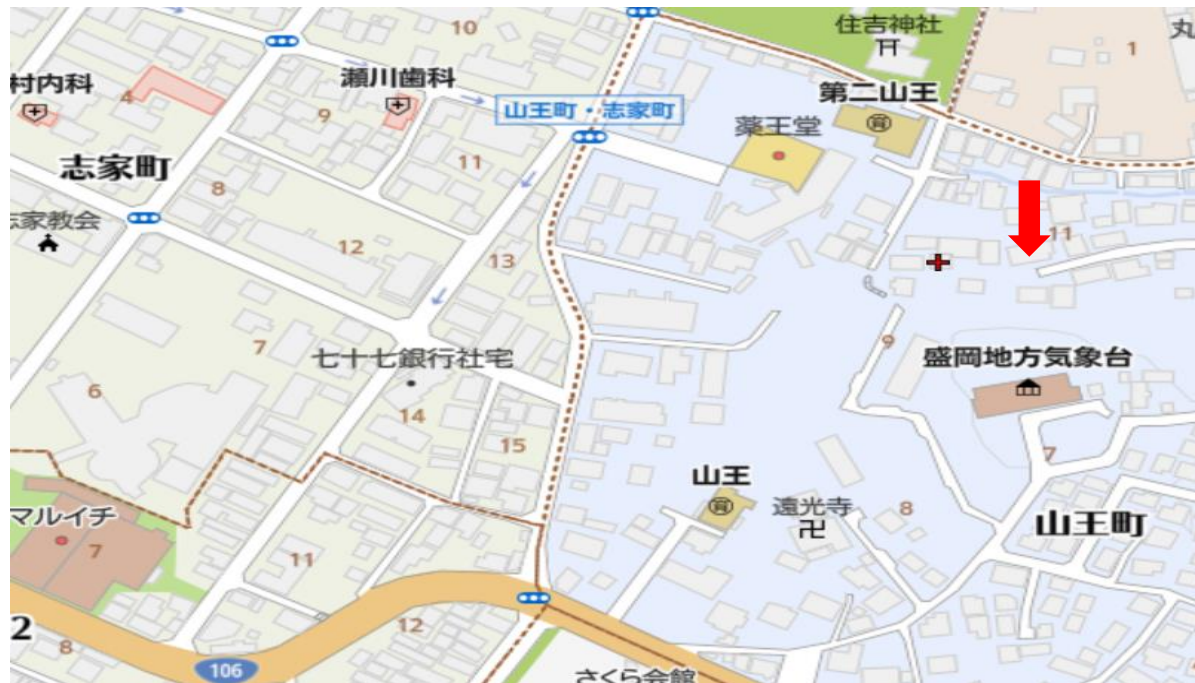 10
住吉神社
丸
1
村内科
4
瀬川歯科
9
山王町・志家町
第二山王
薬王堂
11
志家町
8
家教会
12
13
11
9
七十七銀行社宅
7
盛岡地方気象台
6
14
15
7
山王
遠光寺
8
山王町
マルイチ
7
11
2
8
106
12
さくら会館